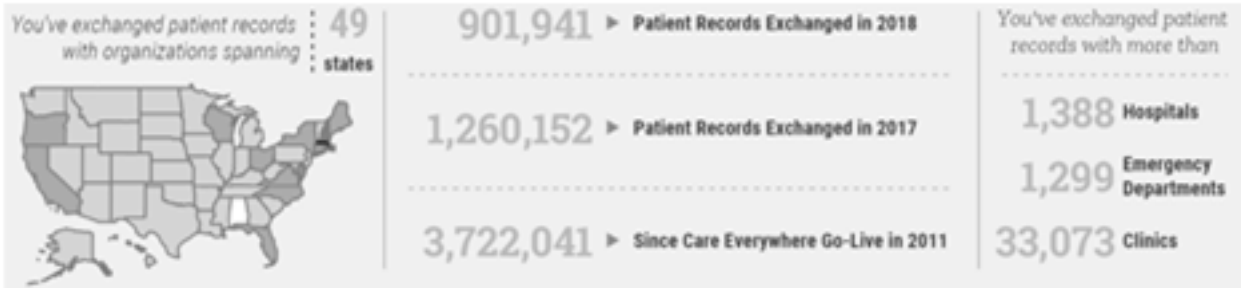 You've exchanged patient records
with organizations spanning
49
states
901,941 ▶ Patient Records Exchanged in 2018
1,260,152 ▶ Patient Records Exchanged in 2017
3,722,041 ▶ Since Care Everywhere Go-Live in 2011
You've exchanged patient
records with more than
1,388 Hospitals
1,299 Emergency
Departments
33,073 Clinics